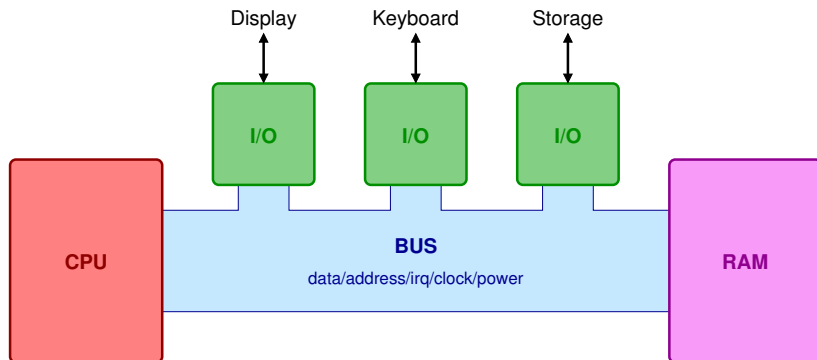 Display
Keyboard
Storage
I/O
I/O
I/O
CPU
BUS
data/address/irq/clock/power
RAM